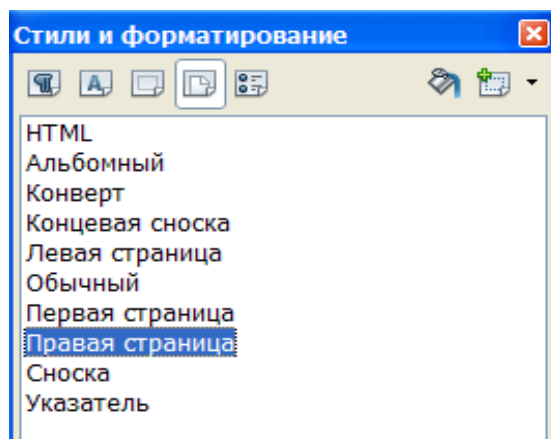 Стили и форматирование
HTML
Альбомный
Конверт
Концевая сноска
Левая страница
Обычный
Первая страница
Правая страница
Сноска
Указатель